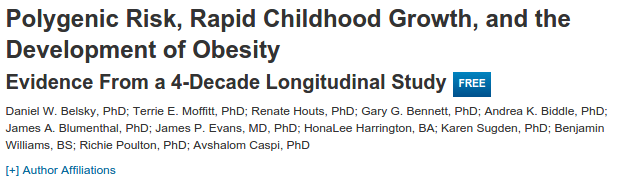 Polygenic Risk, Rapid Childhood Growth, and the
Development of Obesity
Evidence From a 4-Decade Longitudinal Study FREE
Daniel W. Belsky, PhD; Terrie E. Moffitt, PhD; Renate Houts, PhD; Gary G. Bennett, PhD; Andrea K. Biddle, PhD;
James A. Blumenthal, PhD; James P. Evans, MD, PhD; HonaLee Harrington, BA; Karen Sugden, PhD; Benjamin
Williams, BS; Richie Poulton, PhD; Avshalom Caspi, PhD
[+] Author Affiliations